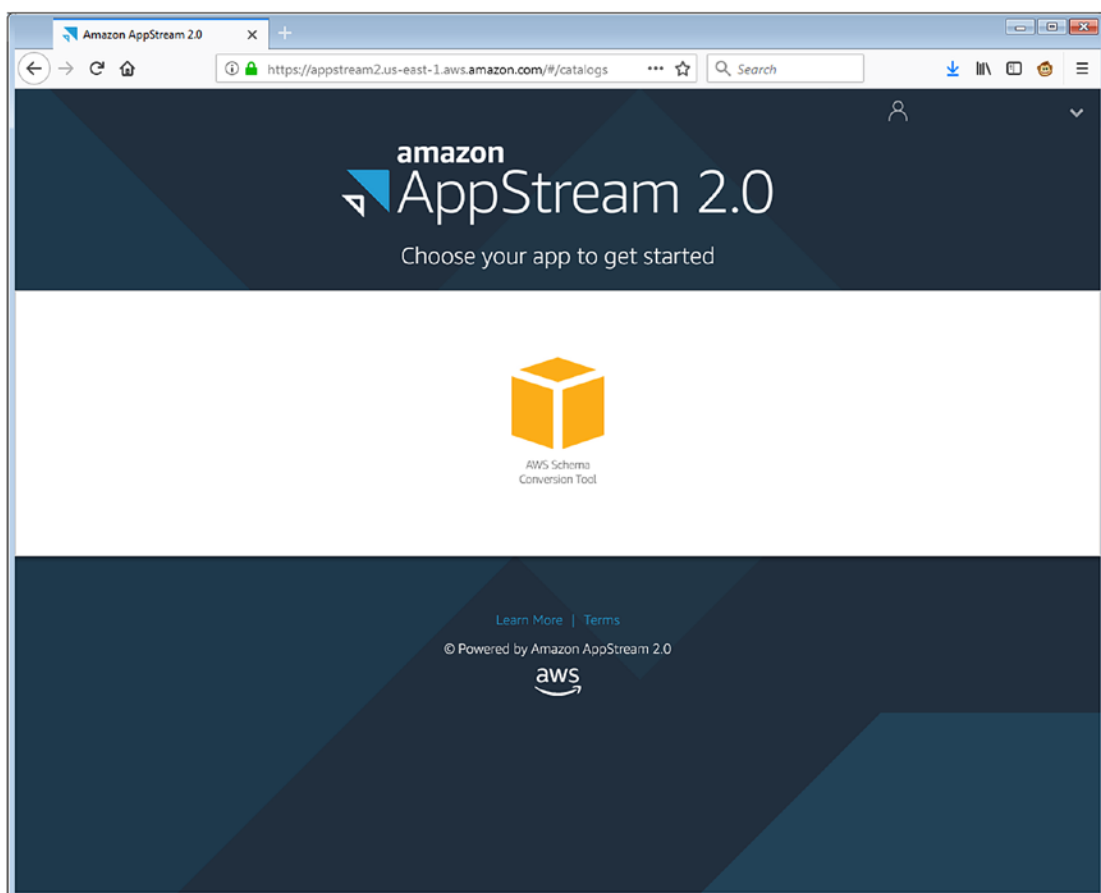 Amazon AppStream 2.0
https://appstream2.us-east-1.aws.amazon.com/#/catalogs
Search
amazon
AppStream 2.0
Choose your app to get started
AWS Schema
Conversion Tool
Learn More | Terms
© Powered by Amazon AppStream 2.0
aws